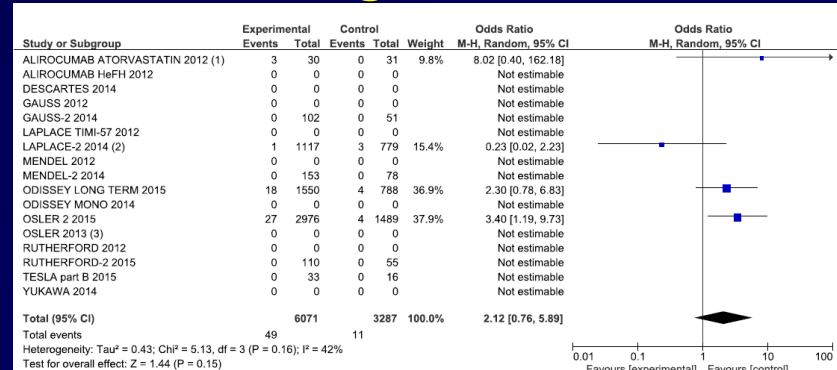 Experimental Control Odds Ratio Odds Ratio
Study or Subgroup Events Total Events Total Weight M-H, Random, 95% CI M-H, Random, 95% CI
ALIROCUMAB ATORVASTATIN 2012 (1) 3 30 0 31 9.8% 8.02 [0.40, 162.18]
ALIROCUMAB HeFH 2012 0 0 0 0 Not estimable
DESCARTES 2014 0 0 0 0 Not estimable
GAUSS 2012 0 0 0 0 Not estimable
GAUSS-2 2014 0 102 0 51 Not estimable
LAPLACE TIMI-57 2012 0 0 0 0 Not estimable
LAPLACE-2 2014 (2) 1 1117 3 779 15.4% 0.23 [0.02, 2.23]
MENDEL 2012 0 0 0 0 Not estimable
MENDEL-2 2014 0 153 0 78 Not estimable
ODISSEY LONG TERM 2015 18 1550 4 788 36.9% 2.30 [0.78, 6.83]
ODISSEY MONO 2014 0 0 0 0 Not estimable
OSLER 2 2015 27 2976 4 1489 37.9% 3.40 [1.19, 9.73]
OSLER 2013 (3) 0 0 0 0 Not estimable
RUTHERFORD 2012 0 0 0 0 Not estimable
RUTHERFORD-2 2015 0 110 0 55 Not estimable
TESLA part B 2015 0 33 0 16 Not estimable
YUKAWA 2014 0 0 0 0 Not estimable
Total (95% CI) 6071 3287 100.0% 2.12 [0.76, 5.89]
Total events 49 11
Heterogeneity: Tau² = 0.43; Chi² = 5.13, df = 3 (P = 0.16); I² = 42%
Test for overall effect: Z = 1.44 (P = 0.15)
0.01 0.1 1 10 100
Favours [experimental] Favours [control]